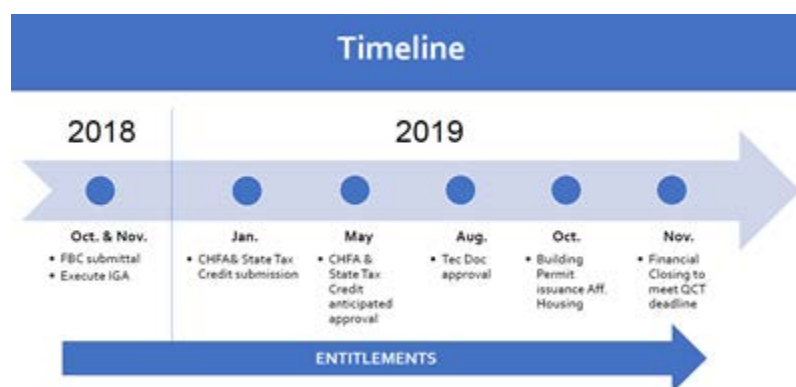 Timeline
2018
2019
Oct. & Nov.
• FBC submittal
• Execute IGA
Jan.
• CHFA& State Tax
Credit submission
May
• CHFA &
State Tax
Credit
anticipated
approval
Aug.
• Tec Doc
approval
Oct.
• Building
Permit
issuance Aff.
Housing
Nov.
• Financial
Closing to
meet QCT
deadline
ENTITLEMENTS